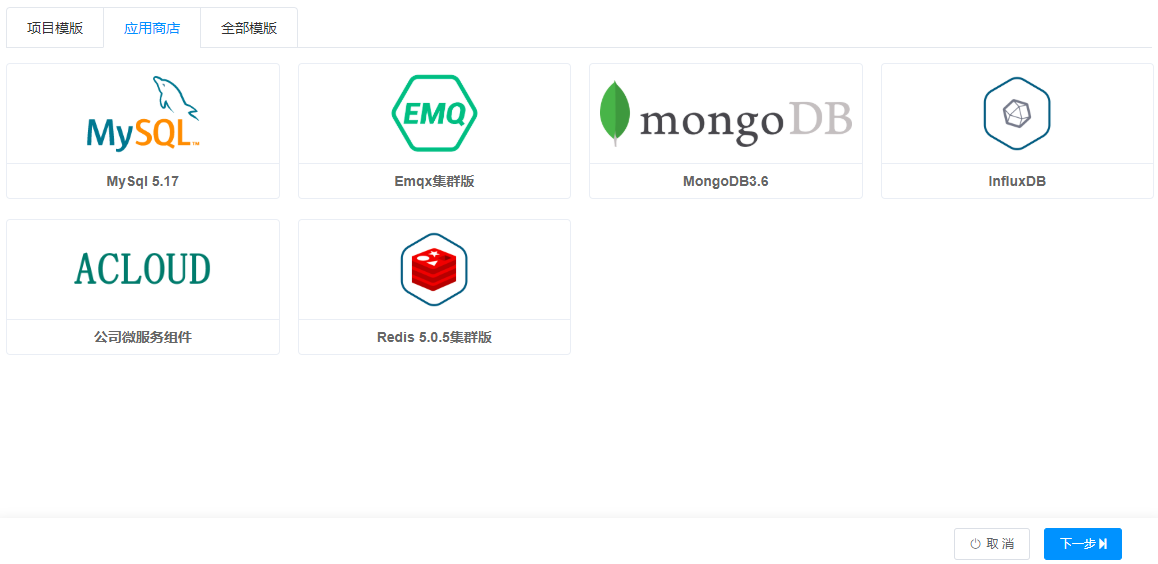 项目模版
应用商店
全部模版
MySQL™
EMQ
mongoDB
MySql 5.17
Emqx集群版
MongoDB3.6
InfluxDB
ACLOUD
公司微服务组件
Redis 5.0.5集群版
取 消
下一步